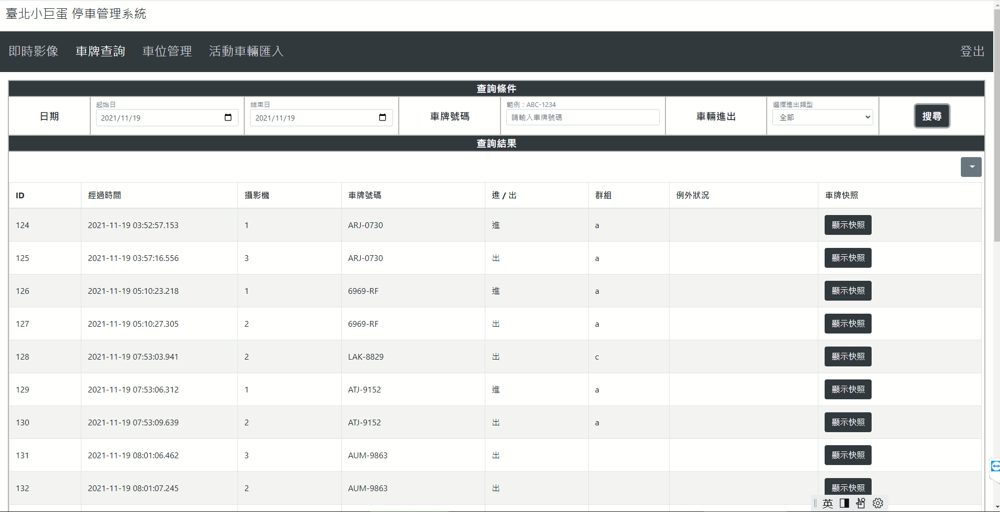 臺北小巨蛋 停車管理系統
即時影像 車牌查詢 車位管理 活動車輛匯入 登出
查詢條件
日期 起始日 2021/11/19 結束日 2021/11/19 車牌號碼 範例：ABC-1234 請輸入車牌號碼 車輛進出 選擇進出類型 全部 搜尋
查詢結果
ID 經過時間 攝影機 車牌號碼 進 / 出 群組 例外狀況 車牌快照
124 2021-11-19 03:52:57.153 1 ARJ-0730 進 a 顯示快照
125 2021-11-19 03:57:16.556 3 ARJ-0730 出 a 顯示快照
126 2021-11-19 05:10:23.218 1 6969-RF 進 a 顯示快照
127 2021-11-19 05:10:27.305 2 6969-RF 出 a 顯示快照
128 2021-11-19 07:53:03.941 2 LAK-8829 出 c 顯示快照
129 2021-11-19 07:53:06.312 1 ATJ-9152 進 a 顯示快照
130 2021-11-19 07:53:09.639 2 ATJ-9152 出 a 顯示快照
131 2021-11-19 08:01:06.462 3 AUM-9863 出 顯示快照
132 2021-11-19 08:01:07.245 2 AUM-9863 出 顯示快照
英